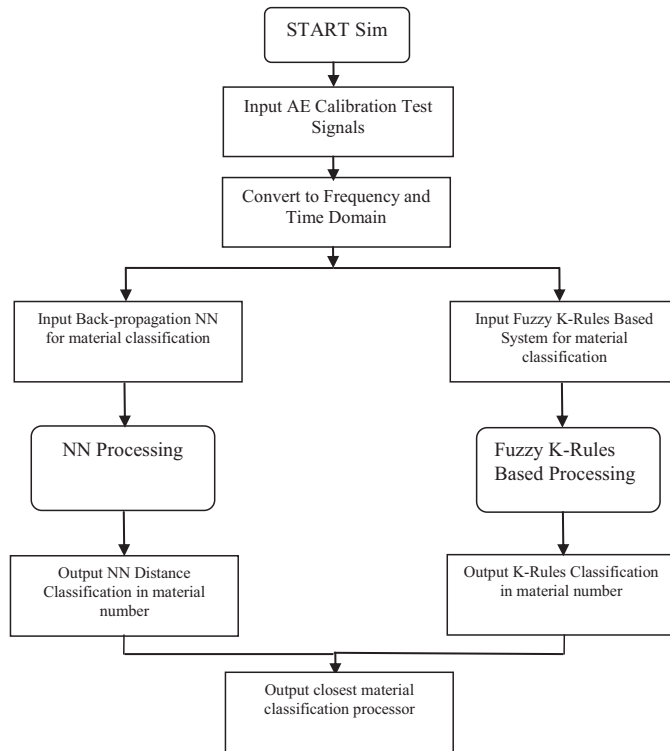 START Sim
Input AE Calibration Test
Signals
Convert to Frequency and
Time Domain
Input Back-propagation NN
for material classification
Input Fuzzy K-Rules Based
System for material
classification
NN Processing
Fuzzy K-Rules
Based Processing
Output NN Distance
Classification in material
number
Output K-Rules Classification
in material number
Output closest material
classification processor